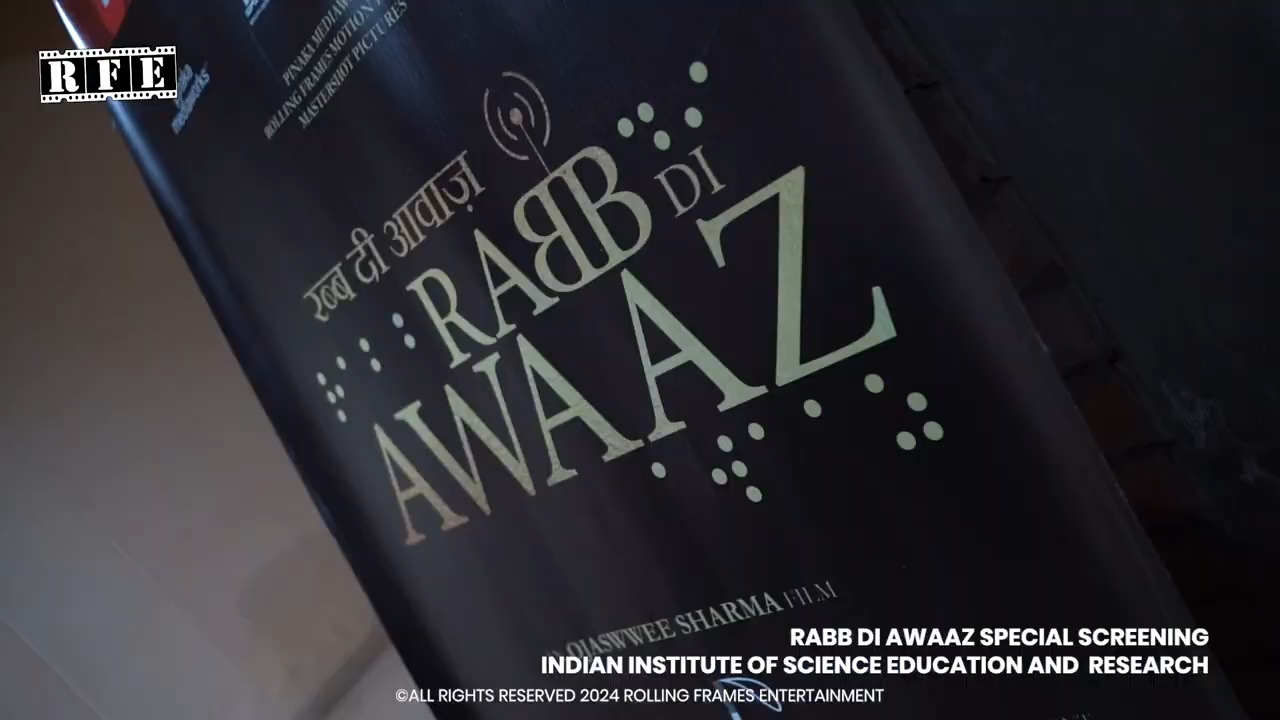 RFE
PINAKA MEDIAW
ROLLING FRAMES MOTION
MASTERSHOT PICTURES
mediaworks
रब्ब दी आवाज़
RABB DI
AWAAZ
OJASWWEE SHARMA FILM
RABB DI AWAAZ SPECIAL SCREENING
INDIAN INSTITUTE OF SCIENCE EDUCATION AND RESEARCH
©ALL RIGHTS RESERVED 2024 ROLLING FRAMES ENTERTAINMENT